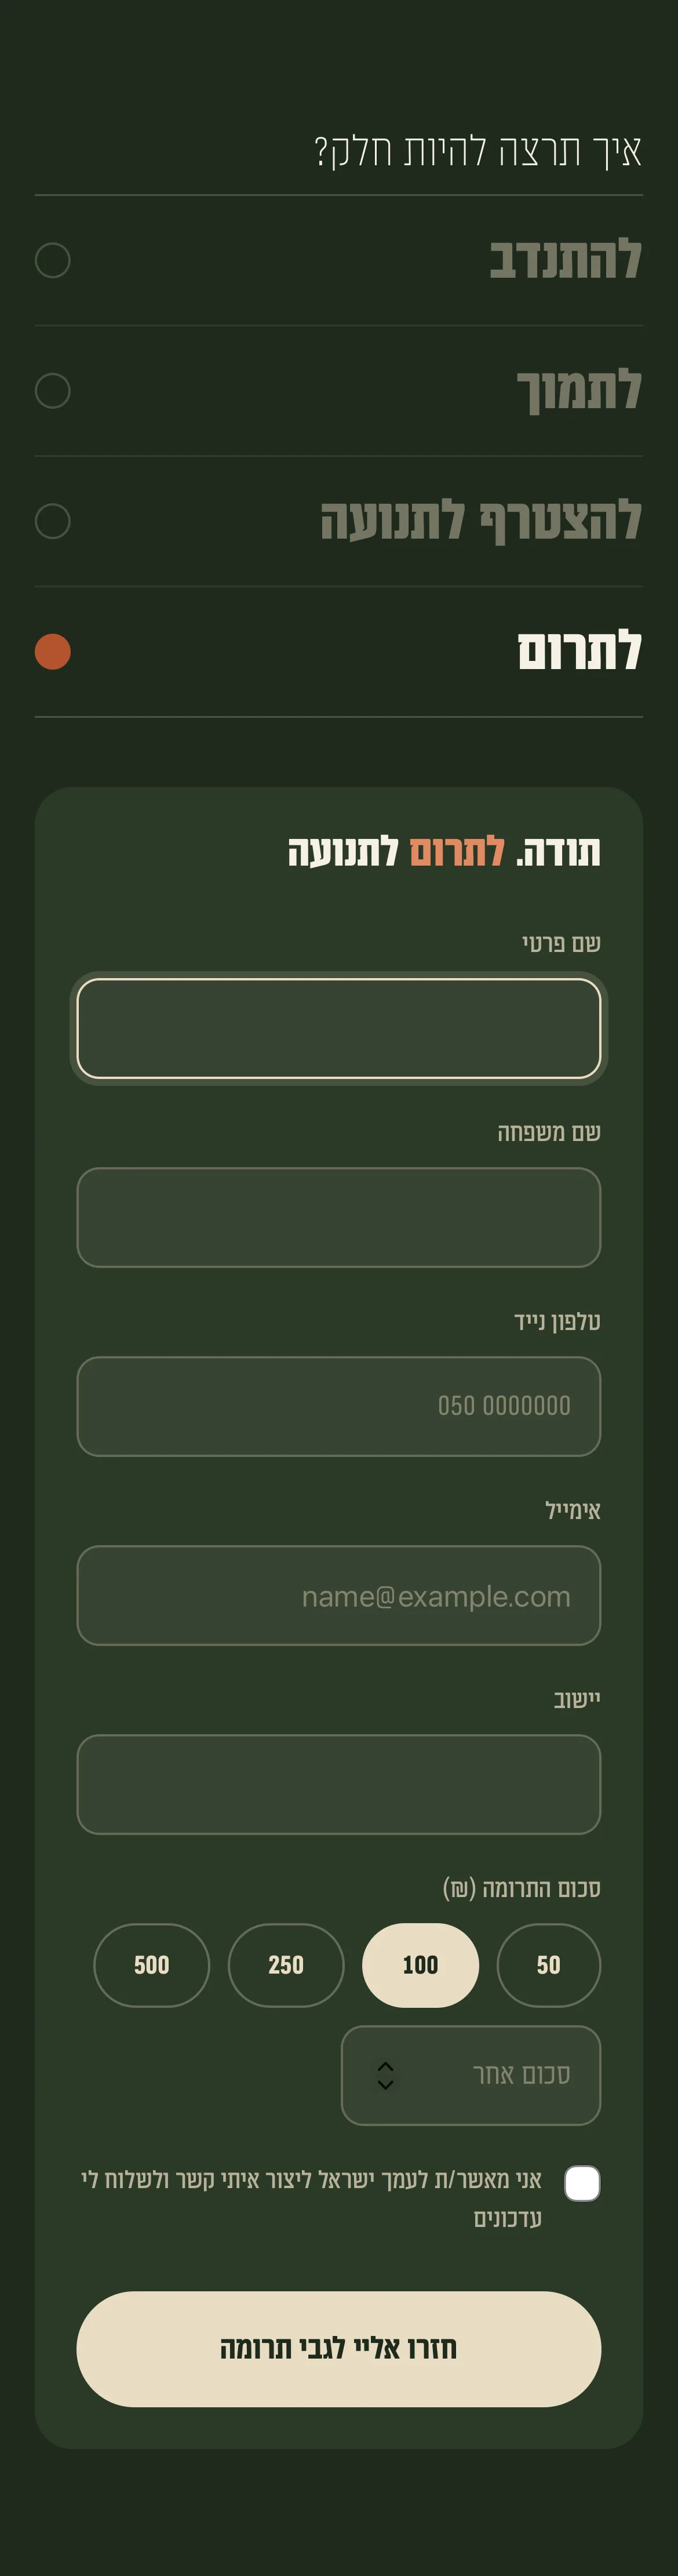 איך תרצה להיות חלק?
להתנדב
לתמוך
להצטרף לתנועה
לתרום
תודה. לתרום לתנועה
שם פרטי
שם משפחה
טלפון נייד
050 0000000
אימייל
name@example.com
יישוב
סכום התרומה (₪)
50 100 250 500
סכום אחר
אני מאשר/ת לעמך ישראל ליצור איתי קשר ולשלוח לי
עדכונים
חזרו אליי לגבי תרומה